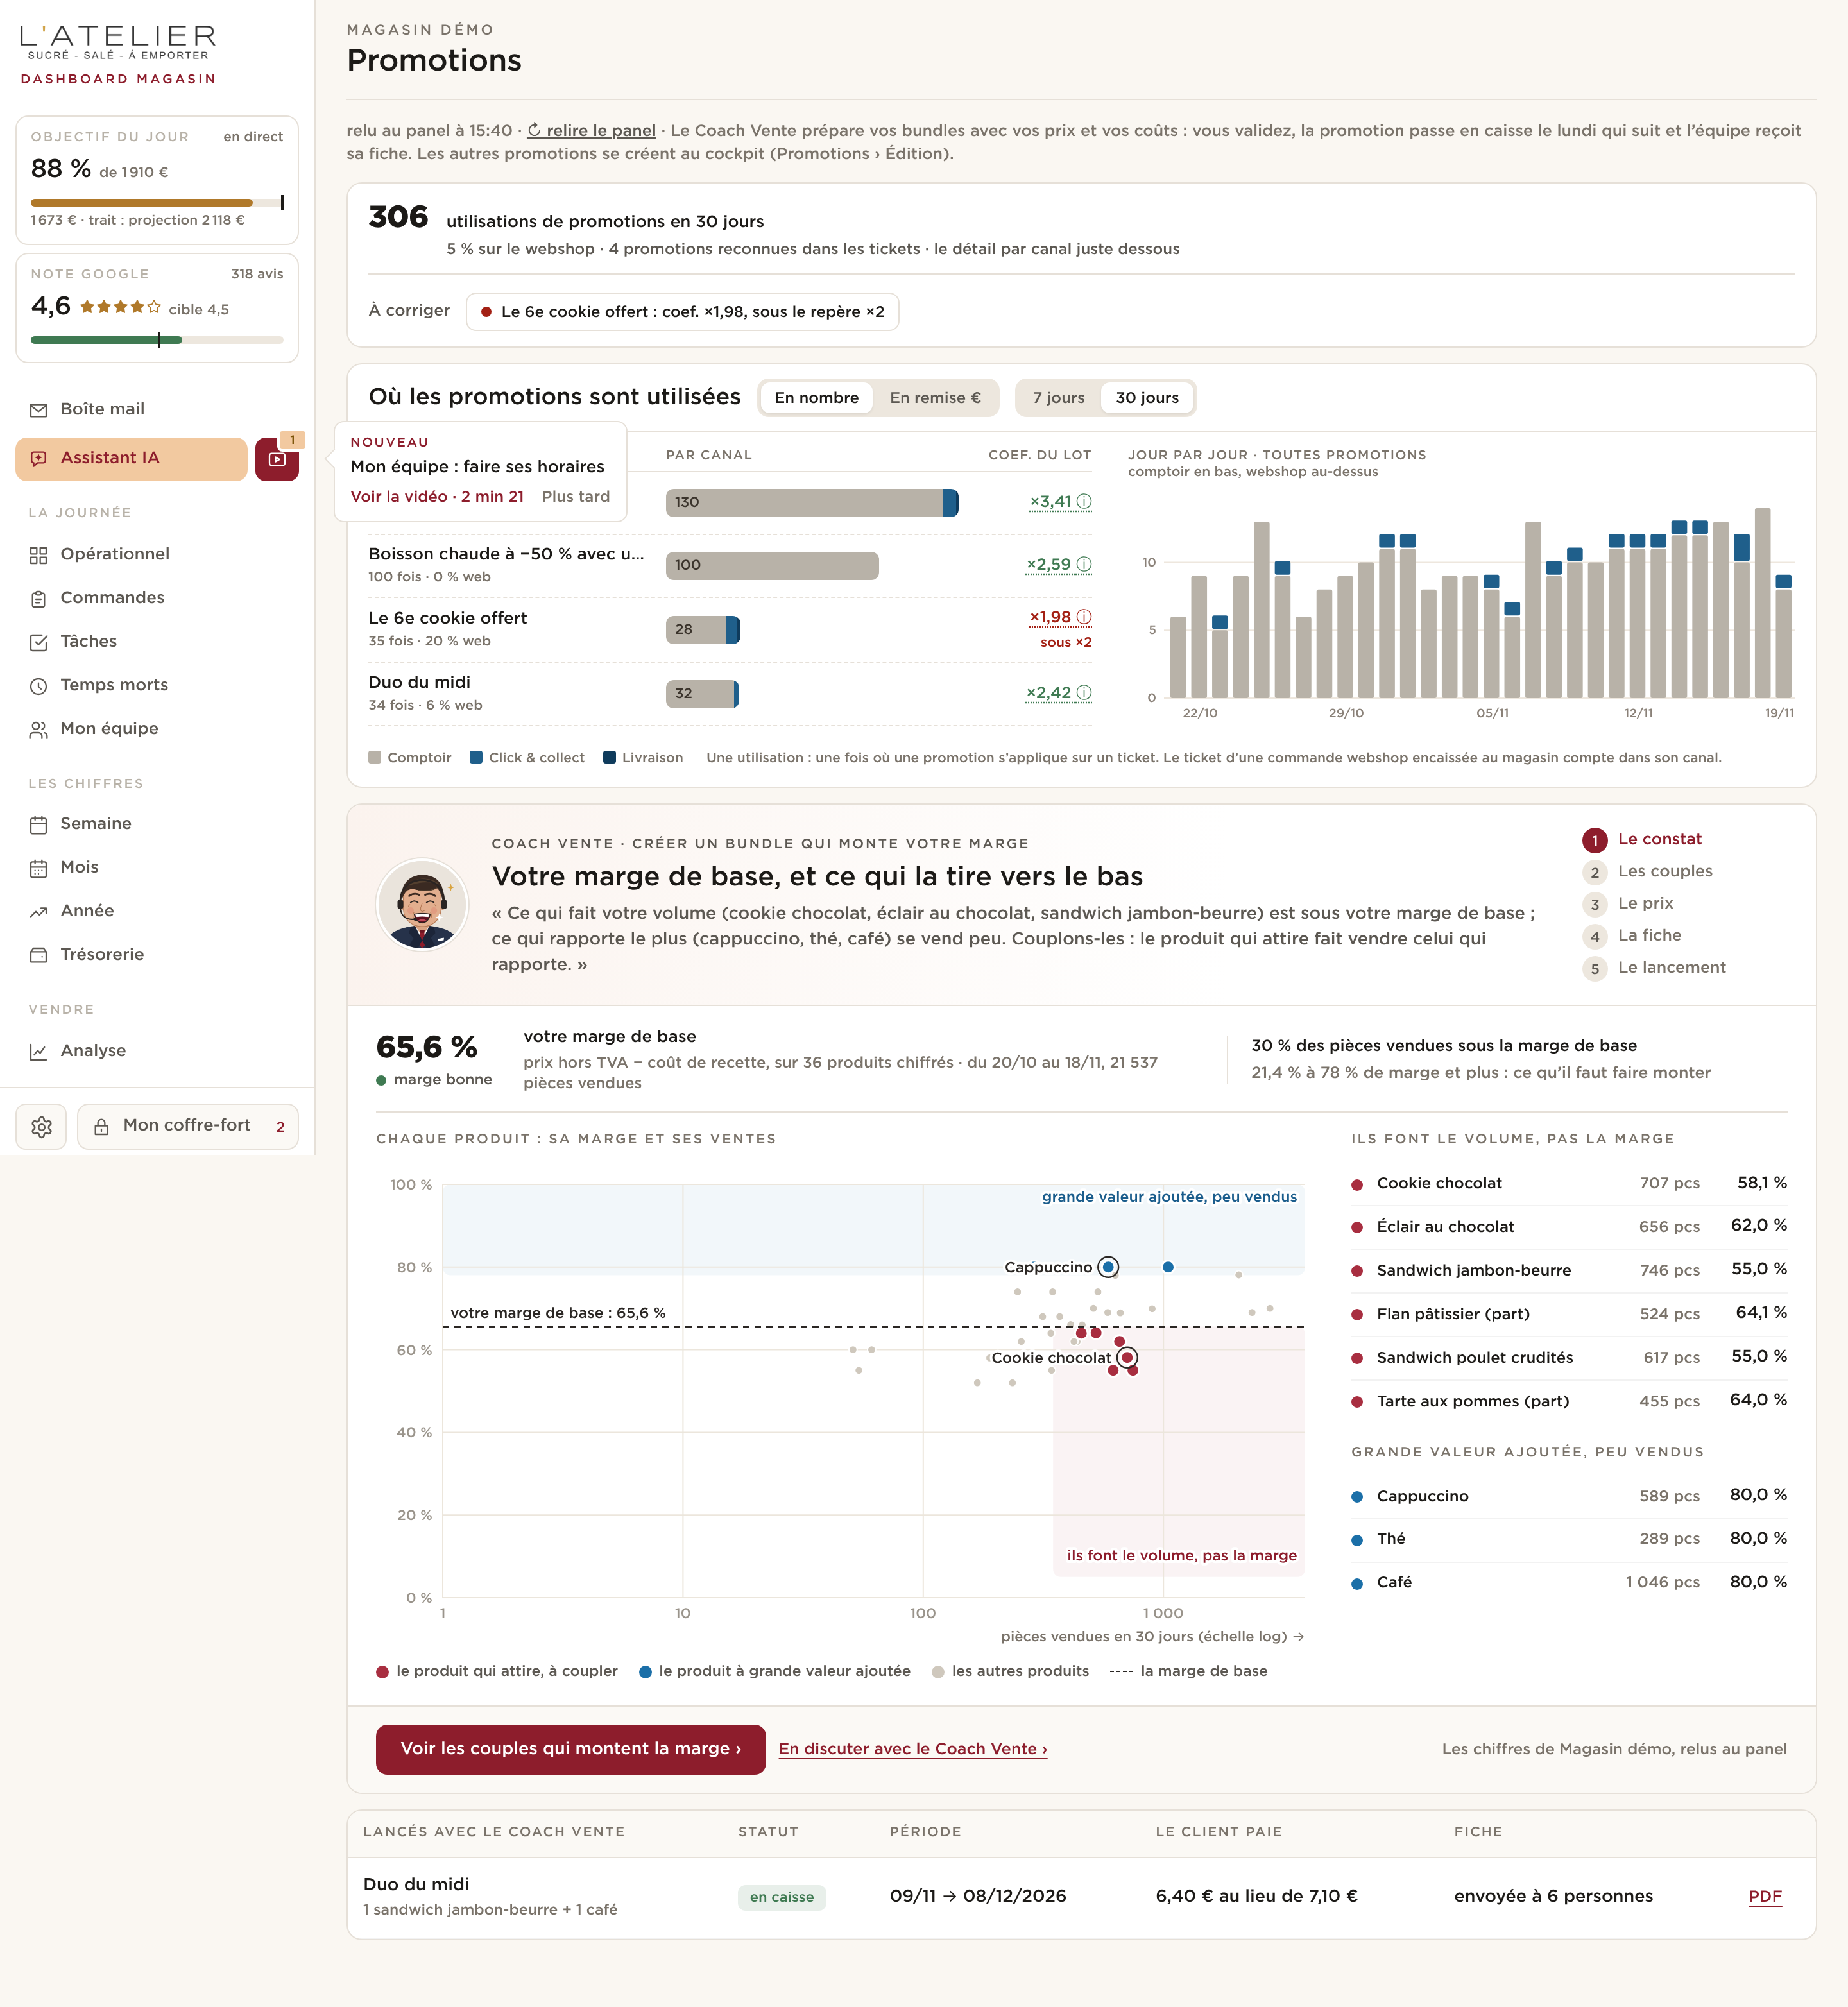 L'ATELIER
SUCRÉ - SALÉ - À EMPORTER
DASHBOARD MAGASIN
OBJECTIF DU JOUR en direct
88 % de 1 910 €
1 673 € · trait : projection 2 118 €
NOTE GOOGLE 318 avis
4,6 cible 4,5
Boîte mail
Assistant IA 1
LA JOURNÉE
Opérationnel
Commandes
Tâches
Temps morts
Mon équipe
LES CHIFFRES
Semaine
Mois
Année
Trésorerie
VENDRE
Analyse
Mon coffre-fort 2
MAGASIN DÉMO
Promotions
relu au panel à 15:40 · ↻ relire le panel · Le Coach Vente prépare vos bundles avec vos prix et vos coûts : vous validez, la promotion passe en caisse le lundi qui suit et l'équipe reçoit
sa fiche. Les autres promotions se créent au cockpit (Promotions › Édition).
306 utilisations de promotions en 30 jours
5 % sur le webshop · 4 promotions reconnues dans les tickets · le détail par canal juste dessous
À corriger Le 6e cookie offert : coef. ×1,98, sous le repère ×2
Où les promotions sont utilisées En nombre En remise € 7 jours 30 jours
NOUVEAU
Mon équipe : faire ses horaires
Voir la vidéo · 2 min 21 Plus tard
PAR CANAL COEF. DU LOT
130 ×3,41 ⓘ
Boisson chaude à −50 % avec u...
100 fois · 0 % web
100 ×2,59 ⓘ
Le 6e cookie offert
35 fois · 20 % web
28 ×1,98 ⓘ
sous ×2
Duo du midi
34 fois · 6 % web
32 ×2,42 ⓘ
JOUR PAR JOUR · TOUTES PROMOTIONS
comptoir en bas, webshop au-dessus
10
5
0
22/10 29/10 05/11 12/11 19/11
Comptoir Click & collect Livraison Une utilisation : une fois où une promotion s'applique sur un ticket. Le ticket d'une commande webshop encaissée au magasin compte dans son canal.
COACH VENTE · CRÉER UN BUNDLE QUI MONTE VOTRE MARGE
Votre marge de base, et ce qui la tire vers le bas
« Ce qui fait votre volume (cookie chocolat, éclair au chocolat, sandwich jambon-beurre) est sous votre marge de base ;
ce qui rapporte le plus (cappuccino, thé, café) se vend peu. Couplons-les : le produit qui attire fait vendre celui qui
rapporte. »
1 Le constat
2 Les couples
3 Le prix
4 La fiche
5 Le lancement
65,6 %
marge bonne
votre marge de base
prix hors TVA − coût de recette, sur 36 produits chiffrés · du 20/10 au 18/11, 21 537
pièces vendues
30 % des pièces vendues sous la marge de base
21,4 % à 78 % de marge et plus : ce qu'il faut faire monter
CHAQUE PRODUIT : SA MARGE ET SES VENTES
100 %
80 %
60 %
40 %
20 %
0 %
grande valeur ajoutée, peu vendus
Cappuccino
votre marge de base : 65,6 %
Cookie chocolat
ils font le volume, pas la marge
1 10 100 1 000
pièces vendues en 30 jours (échelle log) →
le produit qui attire, à coupler le produit à grande valeur ajoutée les autres produits la marge de base
ILS FONT LE VOLUME, PAS LA MARGE
Cookie chocolat 707 pcs 58,1 %
Éclair au chocolat 656 pcs 62,0 %
Sandwich jambon-beurre 746 pcs 55,0 %
Flan pâtissier (part) 524 pcs 64,1 %
Sandwich poulet crudités 617 pcs 55,0 %
Tarte aux pommes (part) 455 pcs 64,0 %
GRANDE VALEUR AJOUTÉE, PEU VENDUS
Cappuccino 589 pcs 80,0 %
Thé 289 pcs 80,0 %
Café 1 046 pcs 80,0 %
Voir les couples qui montent la marge › En discuter avec le Coach Vente › Les chiffres de Magasin démo, relus au panel
LANCÉS AVEC LE COACH VENTE STATUT PÉRIODE LE CLIENT PAIE FICHE
Duo du midi
1 sandwich jambon-beurre + 1 café
en caisse 09/11 → 08/12/2026 6,40 € au lieu de 7,10 € envoyée à 6 personnes PDF